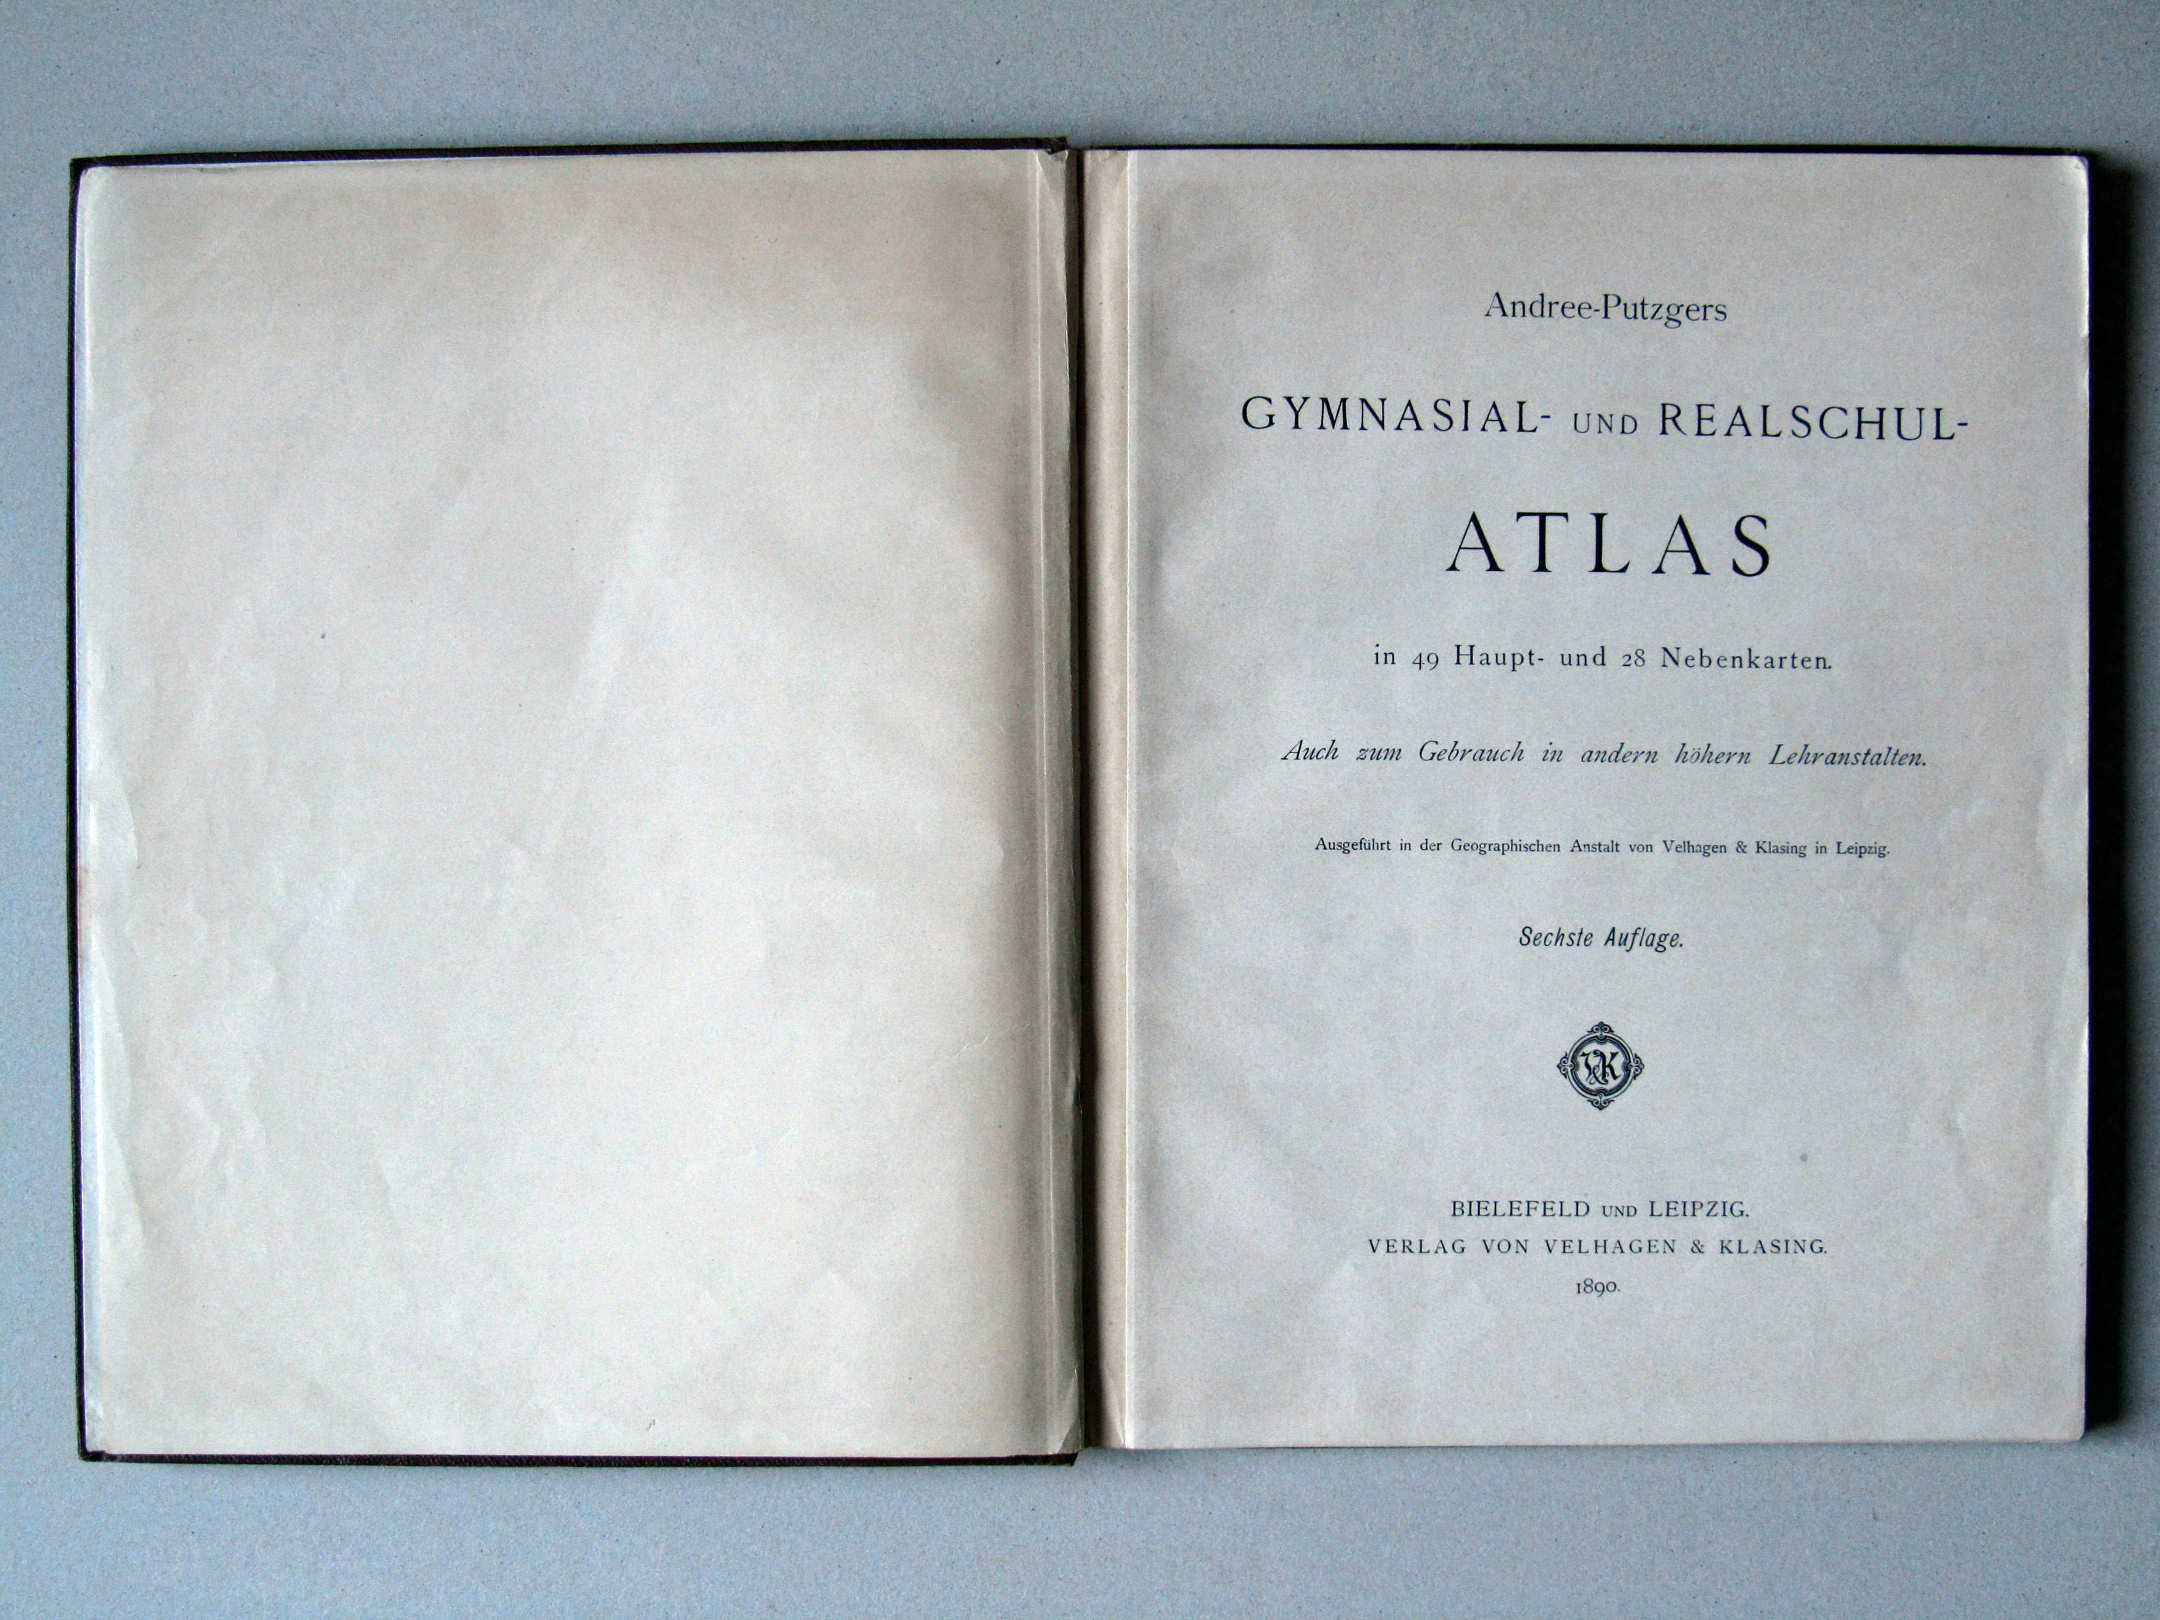 Andree-Putzgers
GYMNASIAL- UND REALSCHUL-
ATLAS
in 49 Haupt- und 28 Nebenkarten.
Auch zum Gebrauch in andern höhern Lehranstalten.
Ausgeführt in der Geographischen Anstalt von Velhagen & Klasing in Leipzig.
Sechste Auflage.
V&K
BIELEFELD UND LEIPZIG.
VERLAG VON VELHAGEN & KLASING.
1890.